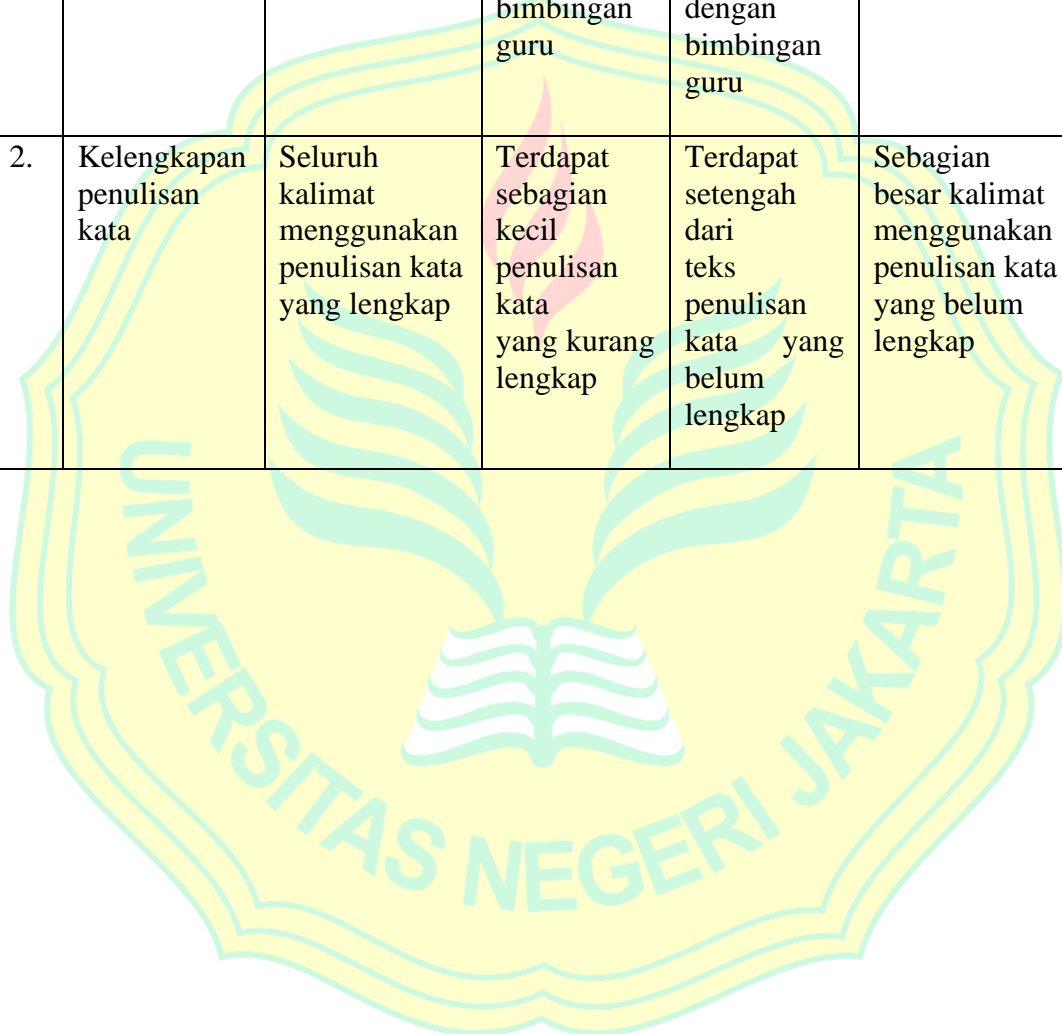 bimbingan
guru
dengan
bimbingan
guru
2.
Kelengkapan
penulisan
kata
Seluruh
kalimat
menggunakan
penulisan kata
yang lengkap
Terdapat
sebagian
kecil
penulisan
kata
yang kurang
lengkap
Terdapat
setengah
dari
teks
penulisan
kata yang
belum
lengkap
Sebagian
besar kalimat
menggunakan
penulisan kata
yang belum
lengkap
UNIVERSITAS NEGERI JAKARTA